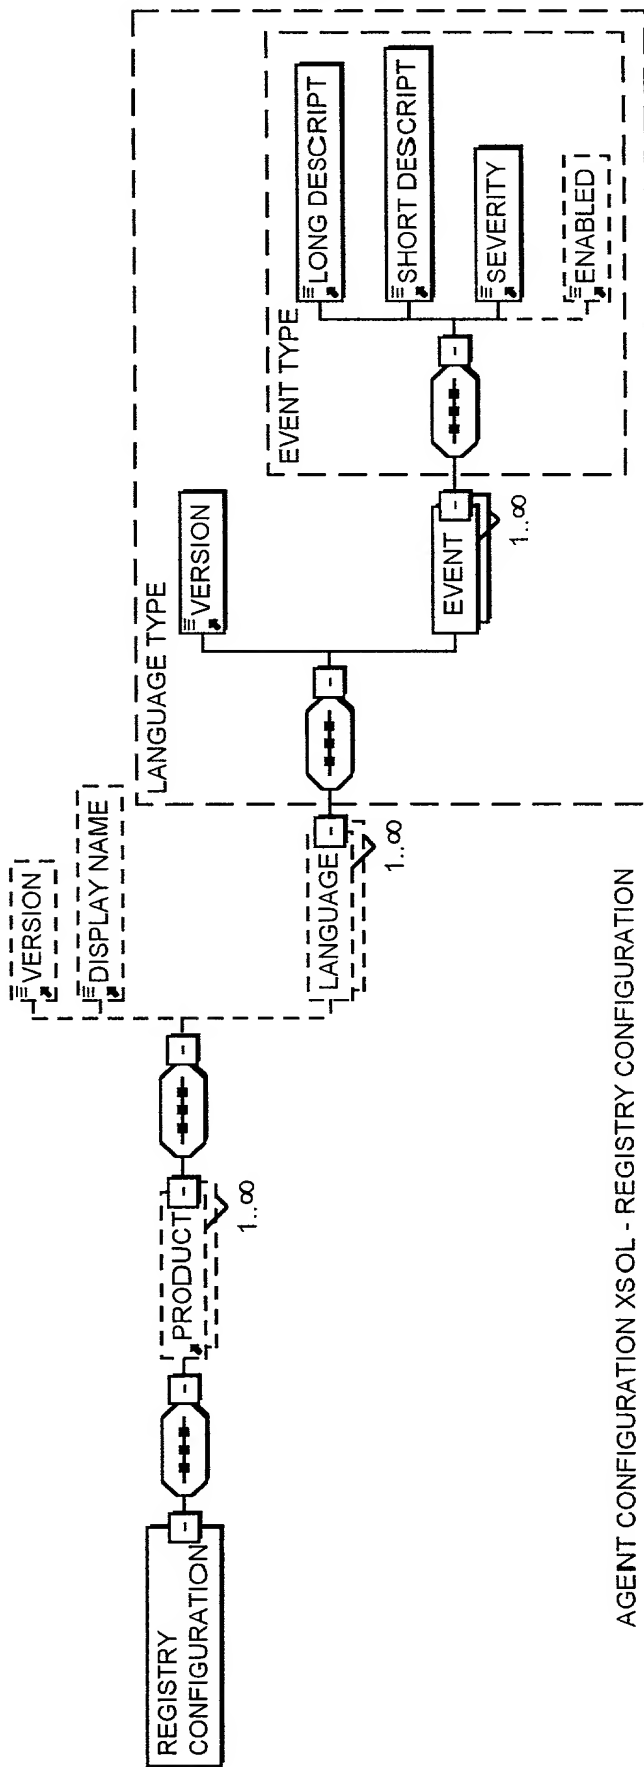 REGISTRY
CONFIGURATION
PRODUCT
1..∞
VERSION
DISPLAY NAME
LANGUAGE
1..∞
LANGUAGE TYPE
VERSION
EVENT
1..∞
EVENT TYPE
LONG DESCRIPT
SHORT DESCRIPT
SEVERITY
ENABLED
AGENT CONFIGURATION XSOL - REGISTRY CONFIGURATION